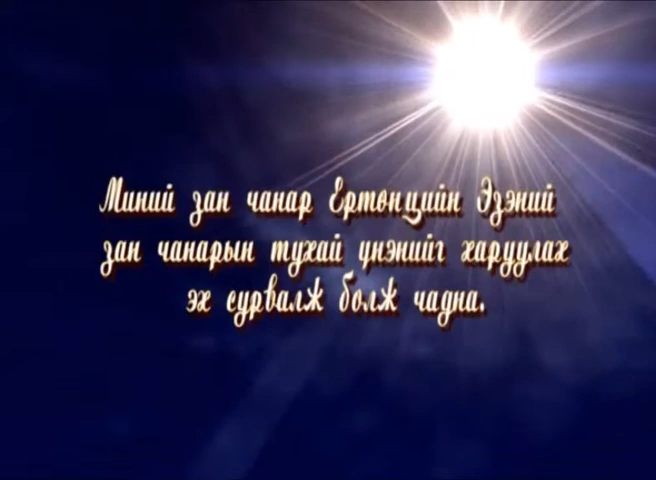 Миний зан чанар Ертөнцийн Эзэний
зан чанарын тухай үнэнийг харуулах
эх сурвалж болж чадна.